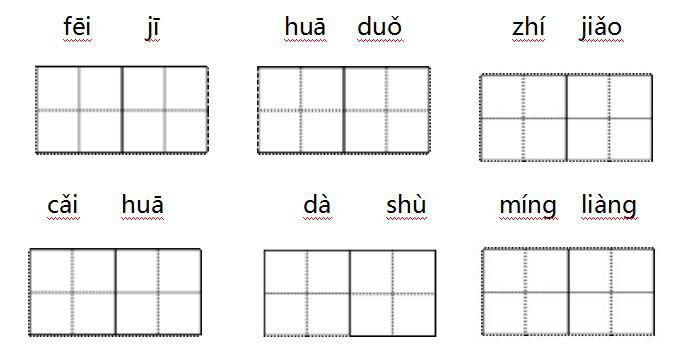 fēi jī huā duǒ zhí jiǎo
cǎi huā dà shù míng liàng